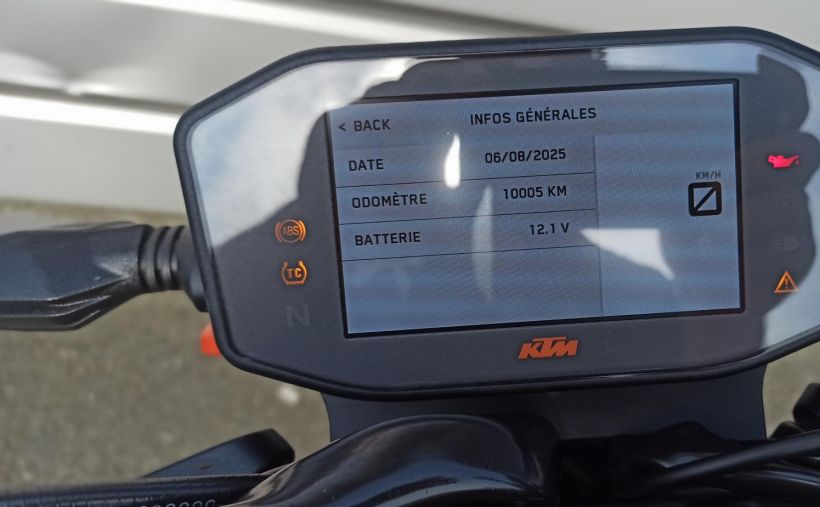 INFOS GÉNÉRALES
< BACK
DATE 06/08/2025
ODOMÈTRE 10005 KM
BATTERIE 12.1 V
KM/H
ABS
TC
N
KTM